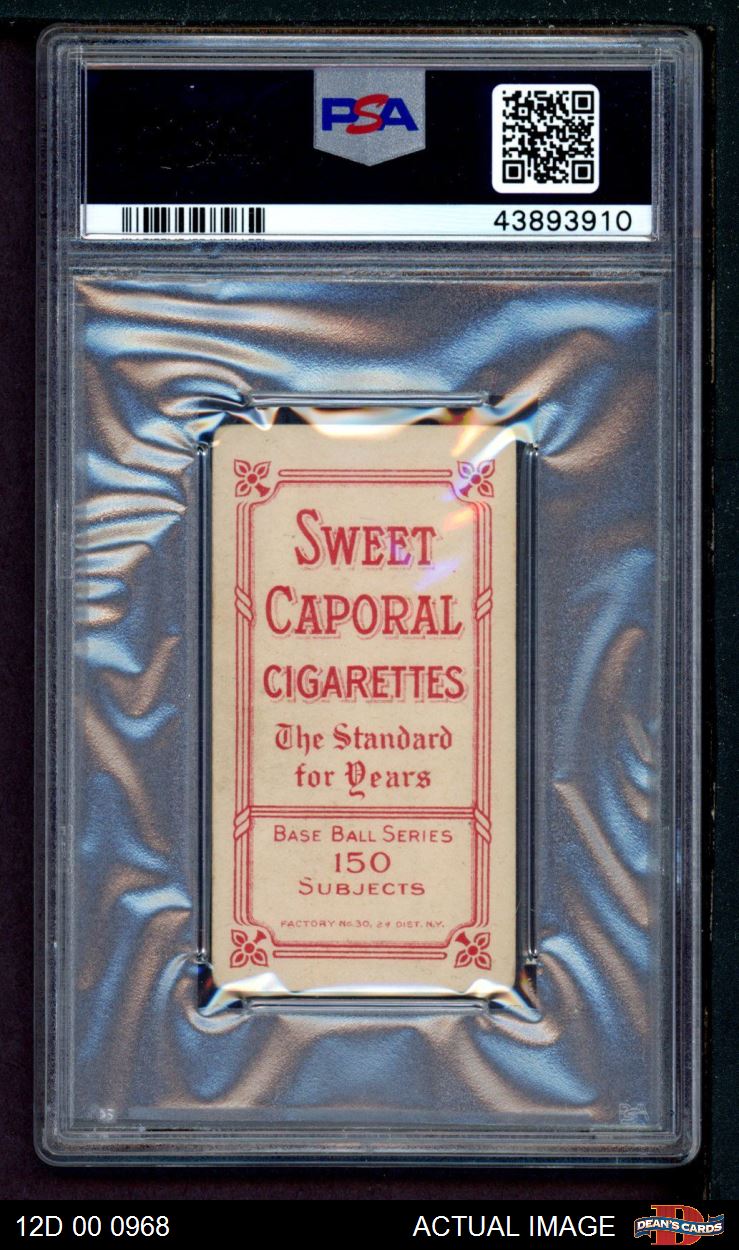 PSA
43893910
SWEET
CAPORAL
CIGARETTES
The Standard
for Years
BASE BALL SERIES
150
SUBJECTS
FACTORY No. 30, 2d DIST. N.Y.
PSA
12D 00 0968 ACTUAL IMAGE DEAN'S CARDS